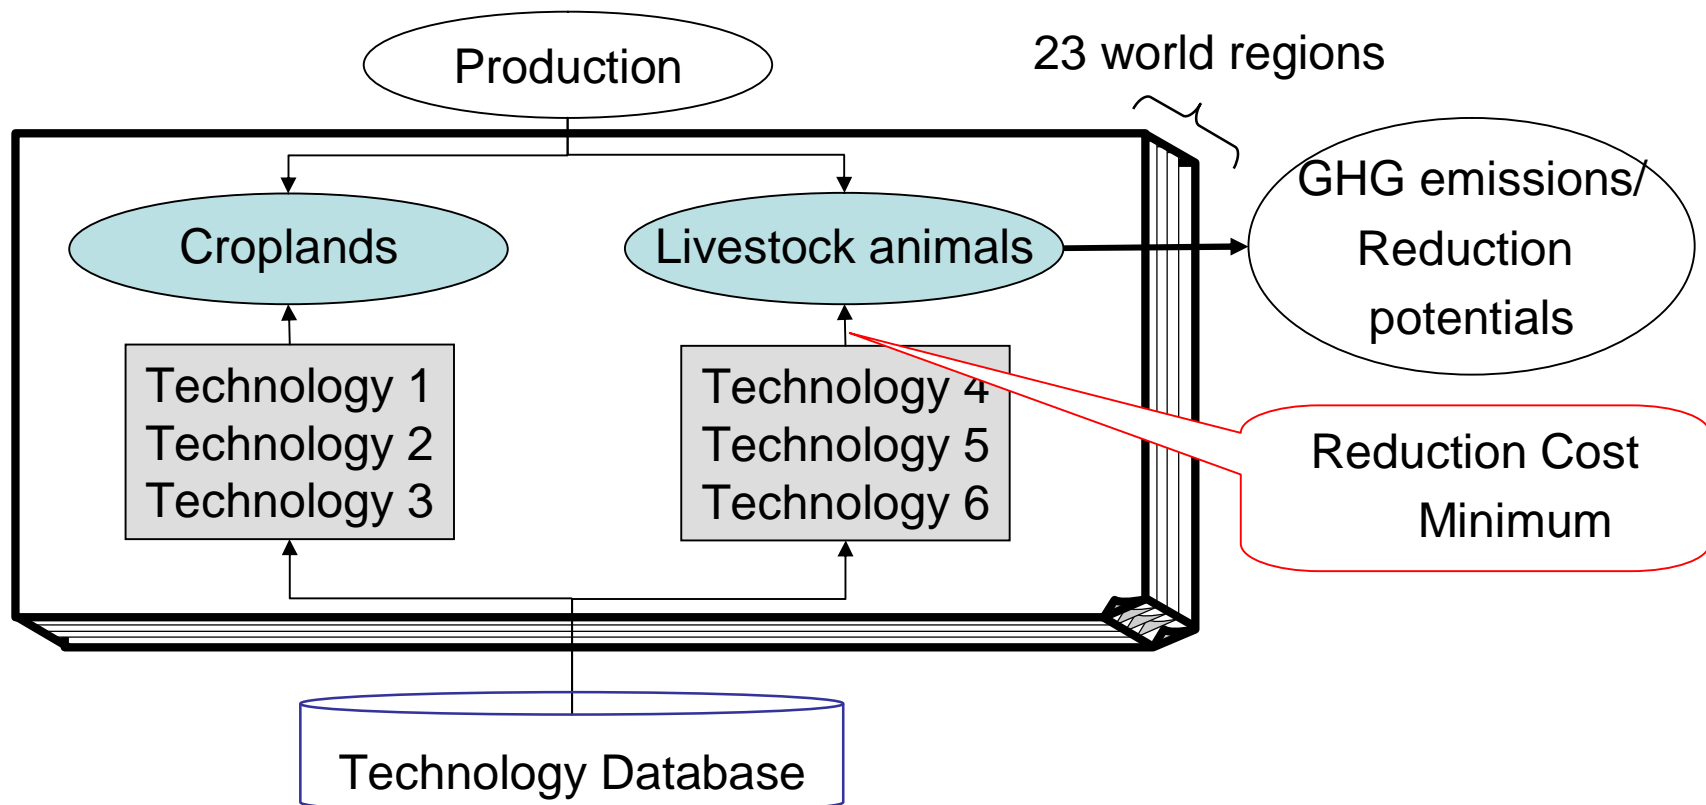 Production
23 world regions
Croplands
Livestock animals
GHG emissions/
Reduction
potentials
Technology 1
Technology 2
Technology 3
Technology 4
Technology 5
Technology 6
Reduction Cost
Minimum
Technology Database